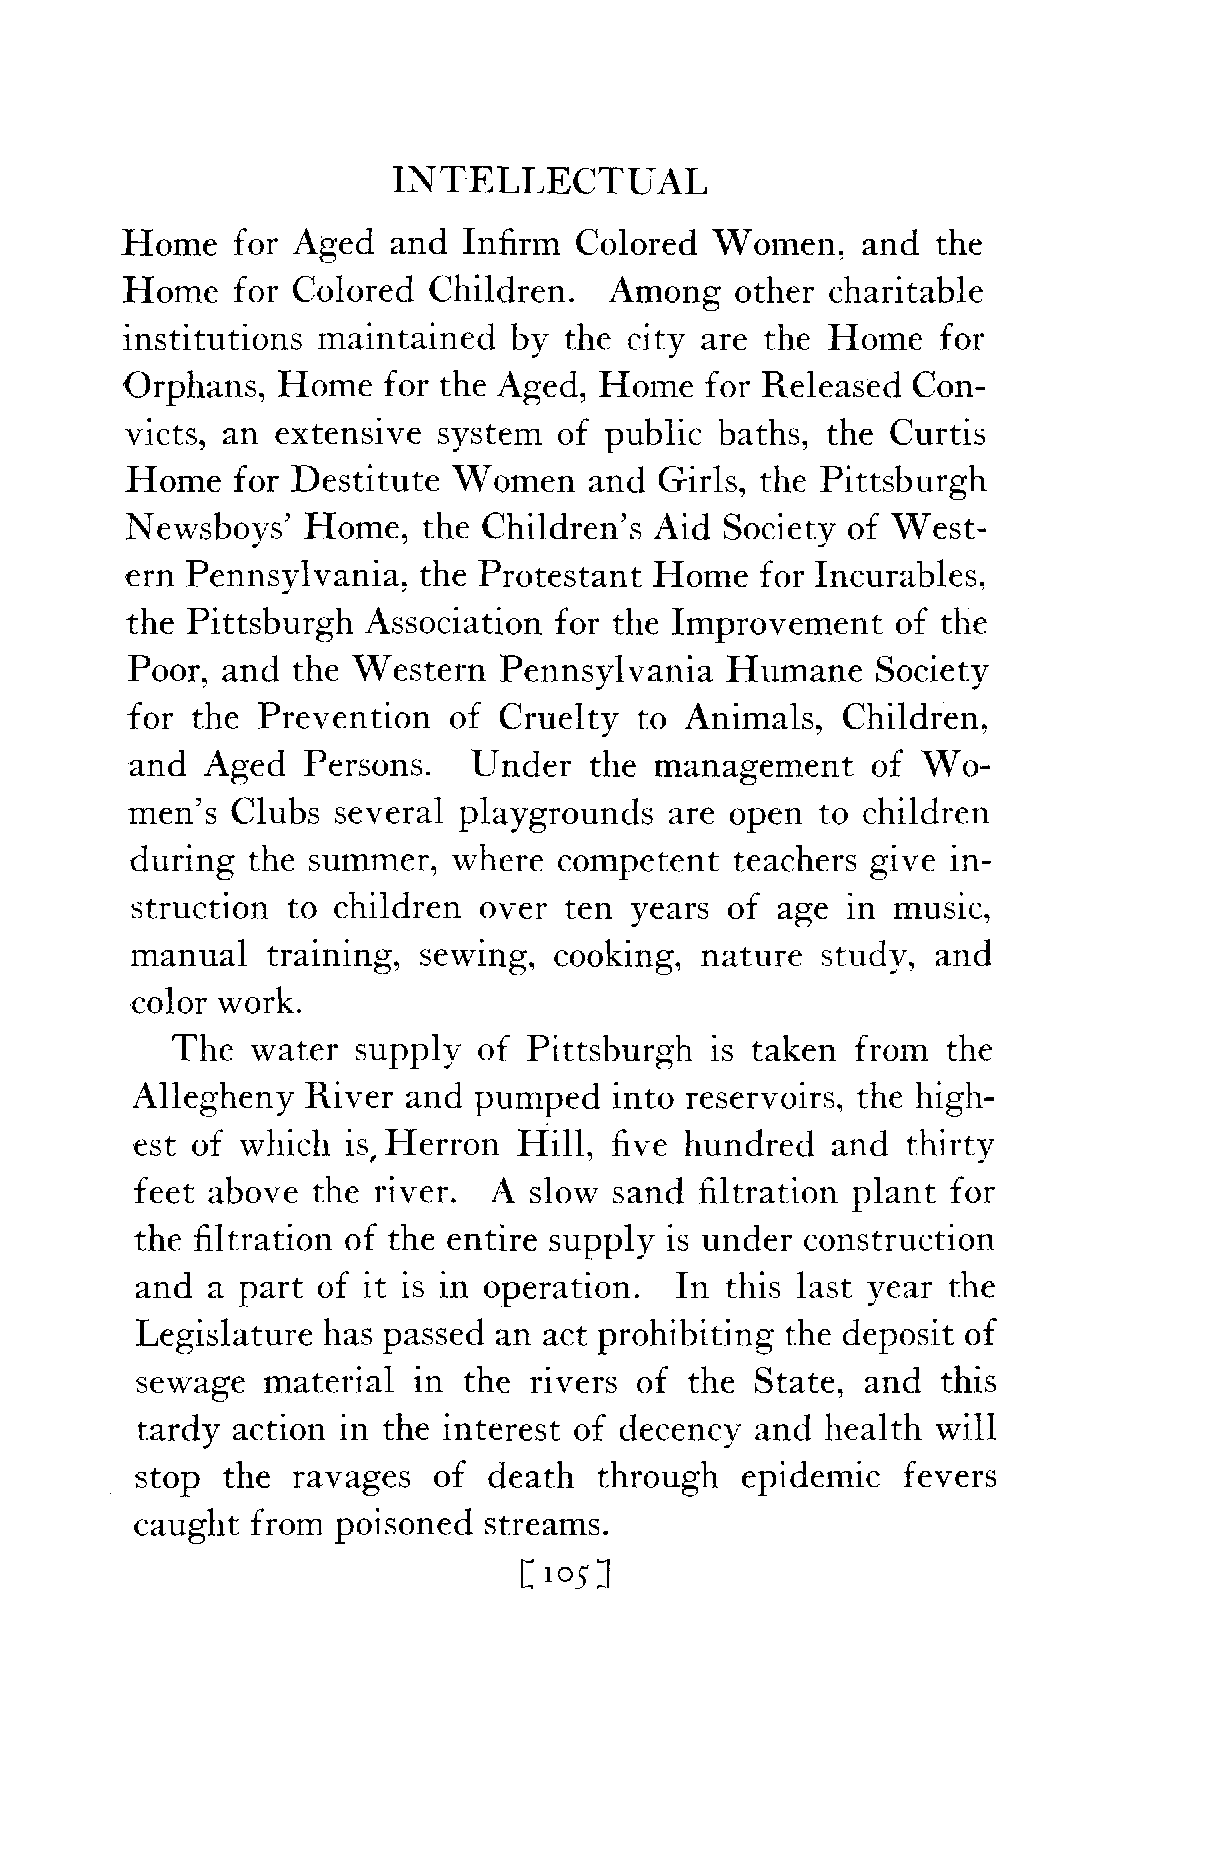 INTELLECTUAL
Home for Aged and Infirm Colored Women, and the
Home for Colored Children. Among other charitable
institutions maintained by the city are the Home for
Orphans, Home for the Aged, Home for Released Con-
victs, an extensive system of public baths, the Curtis
Home for Destitute Women and Girls, the Pittsburgh
Newsboys' Home, the Children's Aid Society of West-
ern Pennsylvania, the Protestant Home for Incurables,
the Pittsburgh Association for the Improvement of the
Poor, and the Western Pennsylvania Humane Society
for the Prevention of Cruelty to Animals, Children,
and Aged Persons. Under the management of Wo-
men's Clubs several playgrounds are open to children
during the summer, where competent teachers give in-
struction to children over ten years of age in music,
manual training, sewing, cooking, nature study, and
color work.
The water supply of Pittsburgh is taken from the
Allegheny River and pumped into reservoirs, the high-
est of which is, Herron Hill, five hundred and thirty
feet above the river. A slow sand filtration plant for
the filtration of the entire supply is under construction
and a part of it is in operation. In this last year the
Legislature has passed an act prohibiting the deposit of
sewage material in the rivers of the State, and this
tardy action in the interest of decency and health will
stop the ravages of death through epidemic fevers
caught from poisoned streams.
[105]